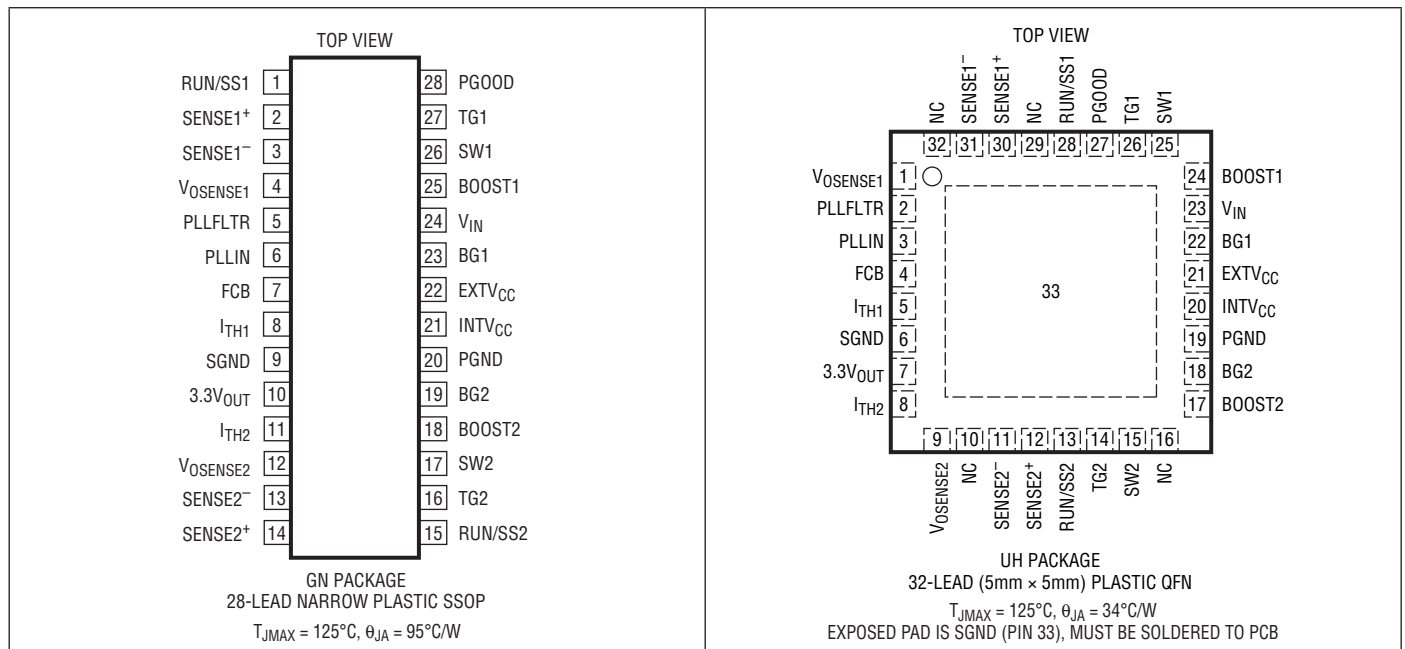 TOP VIEW
RUN/SS1 1
SENSE1+ 2
SENSE1– 3
VOSENSE1 4
PLLFLTR 5
PLLIN 6
FCB 7
ITH1 8
SGND 9
3.3VOUT 10
ITH2 11
VOSENSE2 12
SENSE2– 13
SENSE2+ 14
28 PGOOD
27 TG1
26 SW1
25 BOOST1
24 VIN
23 BG1
22 EXTVCC
21 INTVCC
20 PGND
19 BG2
18 BOOST2
17 SW2
16 TG2
15 RUN/SS2
GN PACKAGE
28-LEAD NARROW PLASTIC SSOP
TJMAX = 125°C, θJA = 95°C/W
TOP VIEW
NC
SENSE1–
SENSE1+
NC
RUN/SS1
PGOOD
TG1
SW1
32 31 30 29 28 27 26 25
VOSENSE1 1
PLLFLTR 2
PLLIN 3
FCB 4
ITH1 5
SGND 6
3.3VOUT 7
ITH2 8
33
24 BOOST1
23 VIN
22 BG1
21 EXTVCC
20 INTVCC
19 PGND
18 BG2
17 BOOST2
9 10 11 12 13 14 15 16
VOSENSE2
NC
SENSE2–
SENSE2+
RUN/SS2
TG2
SW2
NC
UH PACKAGE
32-LEAD (5mm × 5mm) PLASTIC QFN
TJMAX = 125°C, θJA = 34°C/W
EXPOSED PAD IS SGND (PIN 33), MUST BE SOLDERED TO PCB